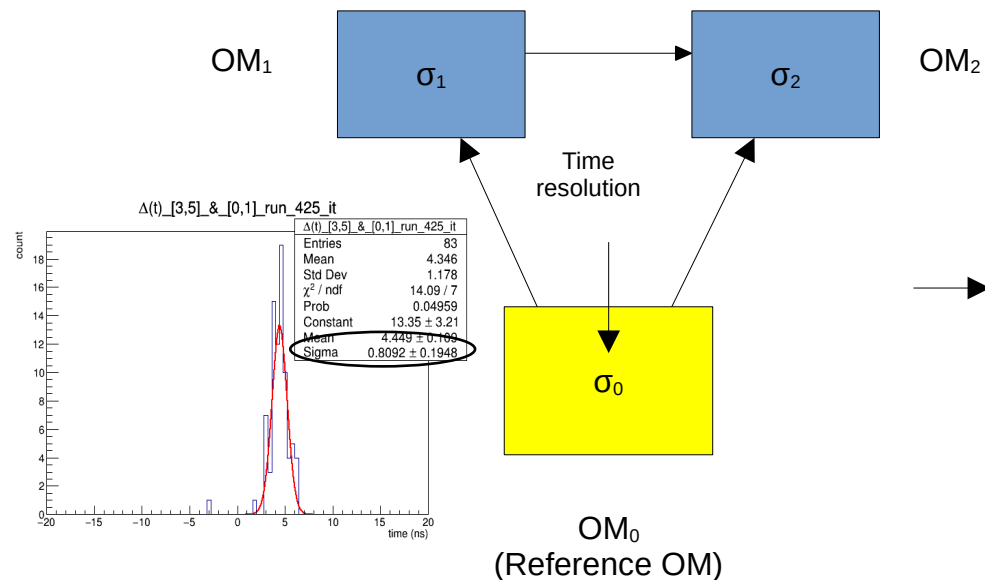 OM₁
σ₁
σ₂
OM₂
Time
resolution
Δ(t)_[3,5]_&_[0,1]_run_425_it
Δ(t)_[3,5]_&_[0,1]_run_425_it
Entries 83
Mean 4.346
Std Dev 1.178
χ² / ndf 14.09 / 7
Prob 0.04959
Constant 13.35 ± 3.21
Mean 4.449 ± 0.109
Sigma 0.8092 ± 0.1948
count
18
16
14
12
10
8
6
4
2
0
−20 −15 −10 −5 0 5 10 15 20
time (ns)
σ₀
OM₀
(Reference OM)